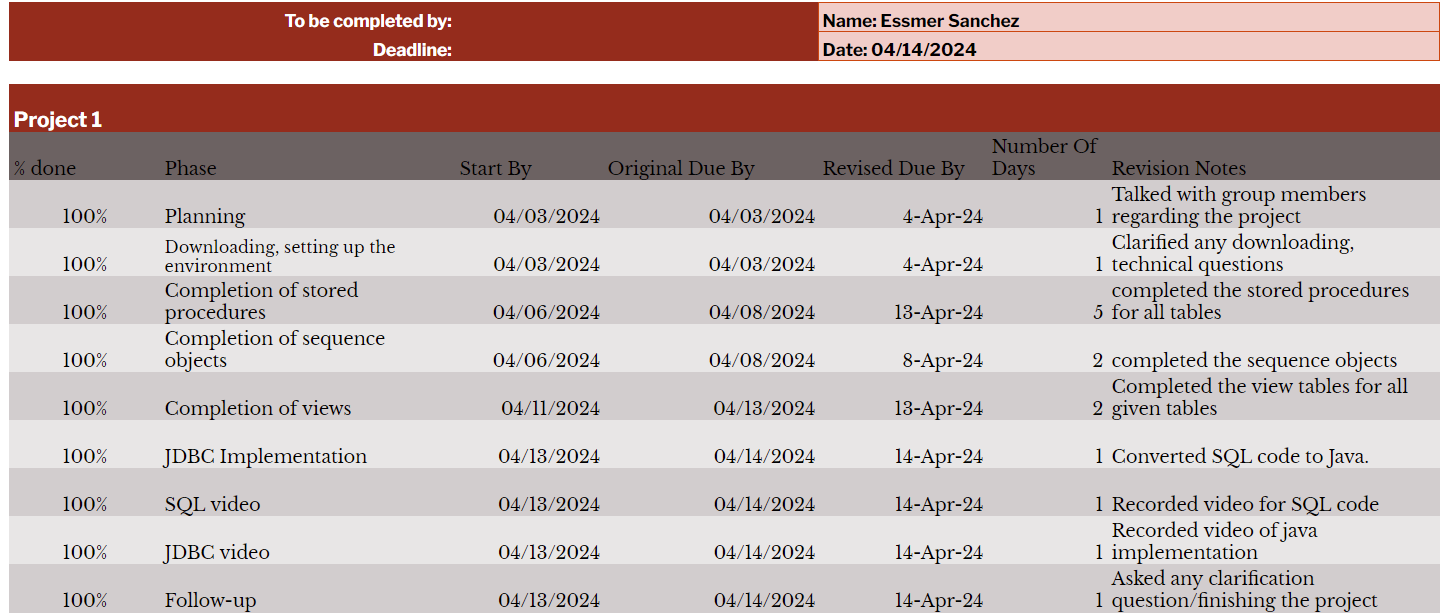 To be completed by: Name: Essmer Sanchez
Deadline: Date: 04/14/2024
Project 1
% done Phase Start By Original Due By Revised Due By Number Of Days Revision Notes
100% Planning 04/03/2024 04/03/2024 4-Apr-24 1 Talked with group members regarding the project
100% Downloading, setting up the environment 04/03/2024 04/03/2024 4-Apr-24 1 Clarified any downloading, technical questions
100% Completion of stored procedures 04/06/2024 04/08/2024 13-Apr-24 5 completed the stored procedures for all tables
100% Completion of sequence objects 04/06/2024 04/08/2024 8-Apr-24 2 completed the sequence objects
100% Completion of views 04/11/2024 04/13/2024 13-Apr-24 2 Completed the view tables for all given tables
100% JDBC Implementation 04/13/2024 04/14/2024 14-Apr-24 1 Converted SQL code to Java.
100% SQL video 04/13/2024 04/14/2024 14-Apr-24 1 Recorded video for SQL code
100% JDBC video 04/13/2024 04/14/2024 14-Apr-24 1 Recorded video of java implementation
100% Follow-up 04/13/2024 04/14/2024 14-Apr-24 1 Asked any clarification question/finishing the project